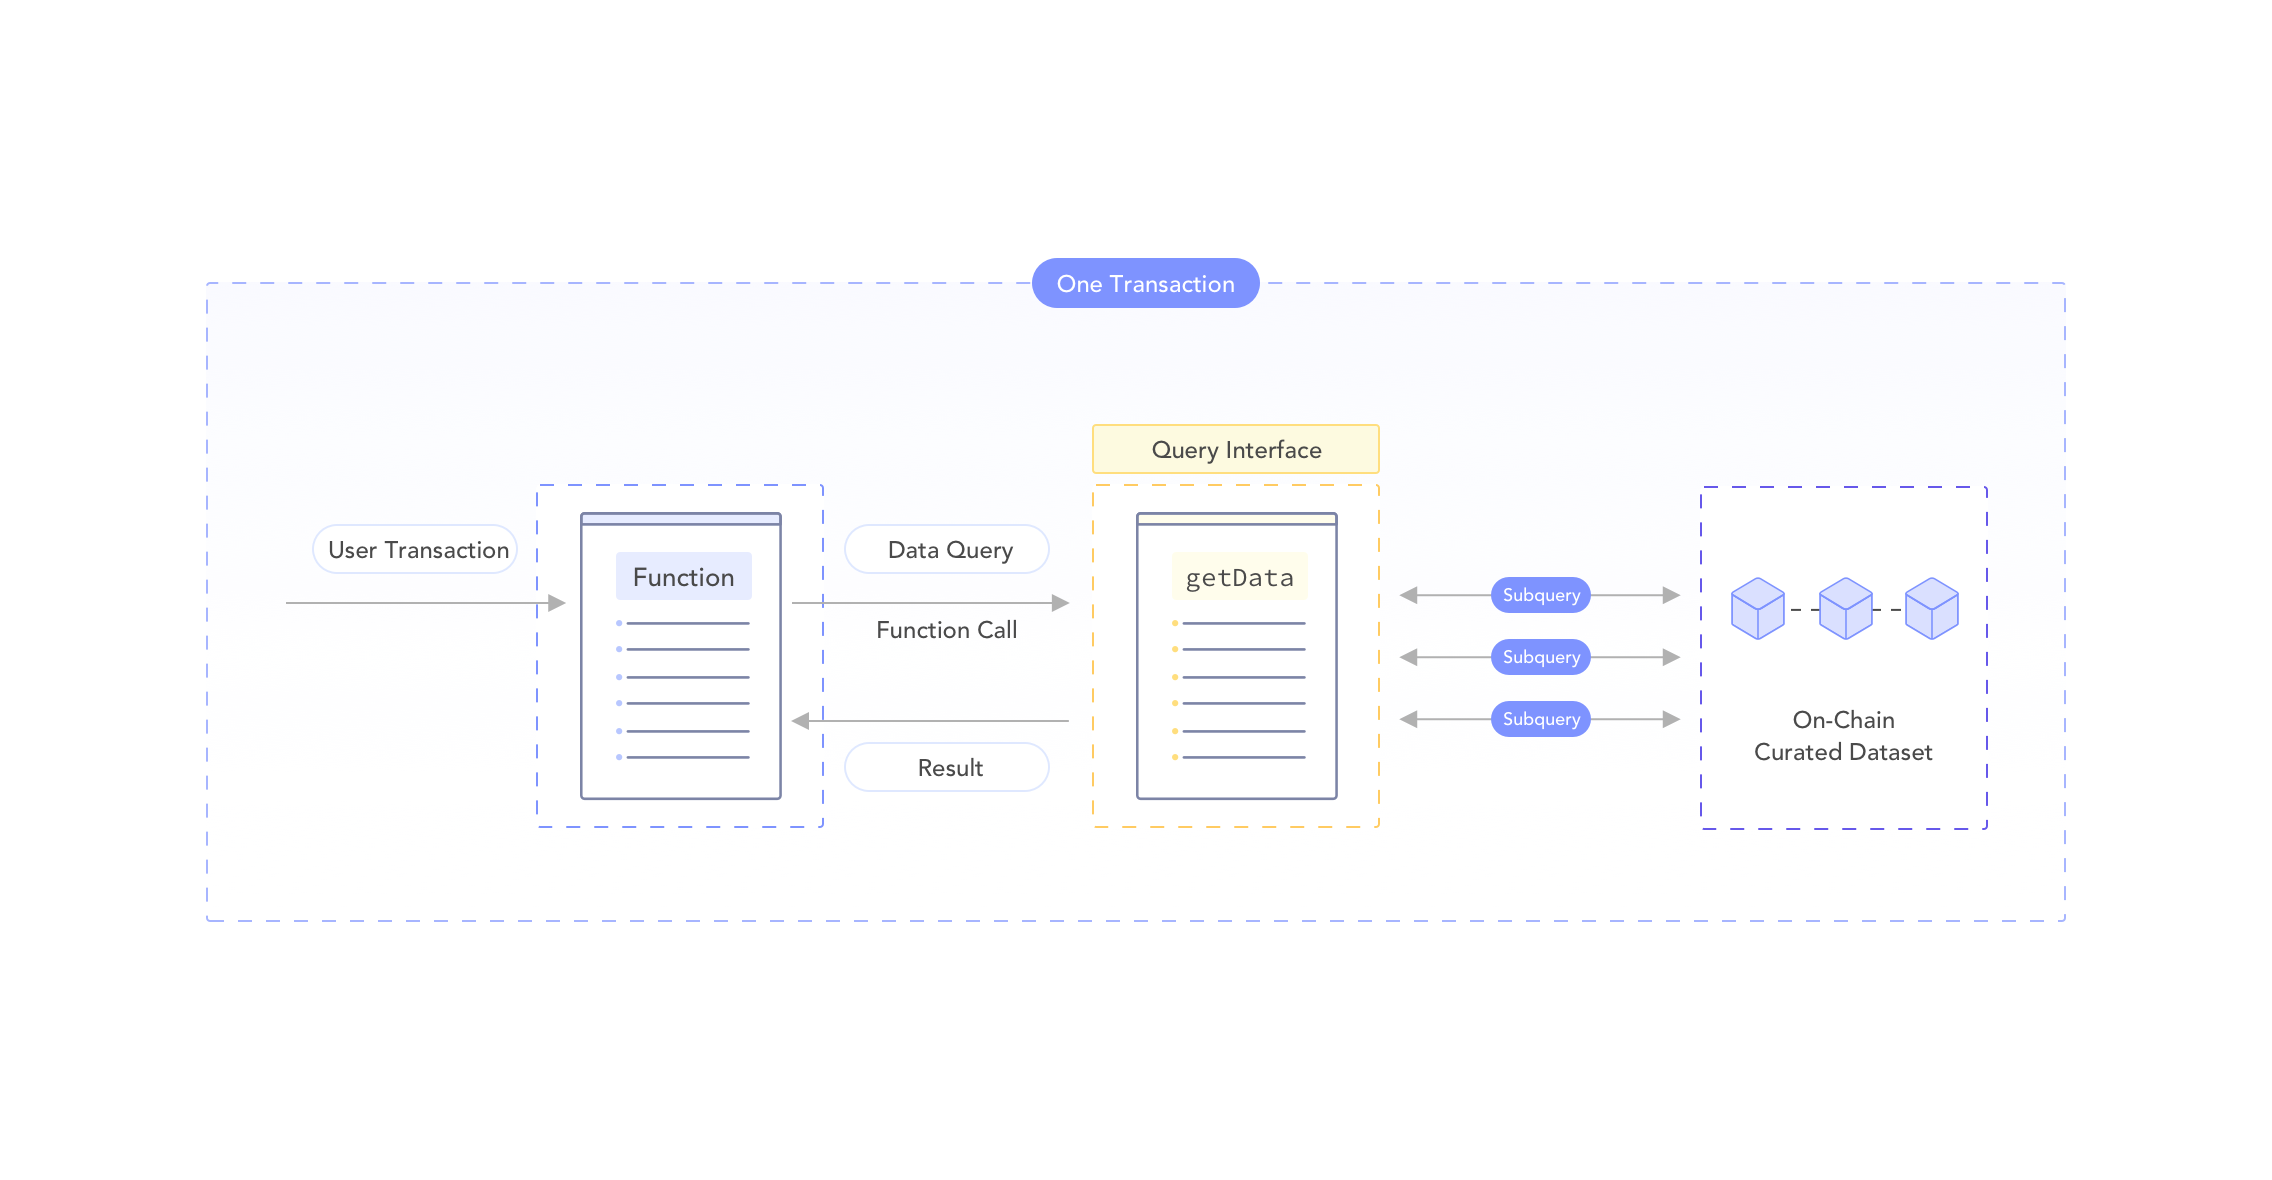 One Transaction
Query Interface
User Transaction
Function
Data Query
Function Call
Result
getData
Subquery
Subquery
Subquery
On-Chain
Curated Dataset